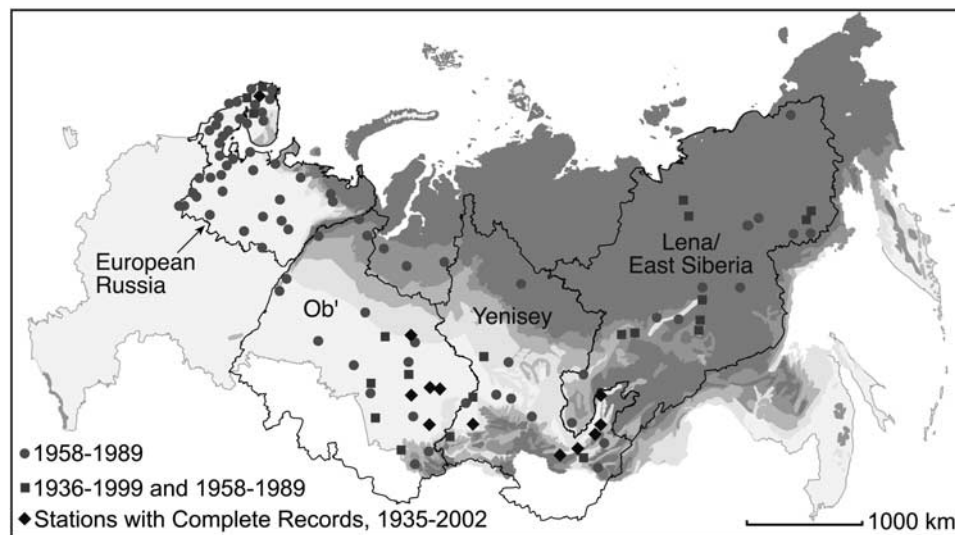 European
Russia
Ob'
Yenisey
Lena/
East Siberia
1958-1989
1936-1999 and 1958-1989
Stations with Complete Records, 1935-2002
1000 km